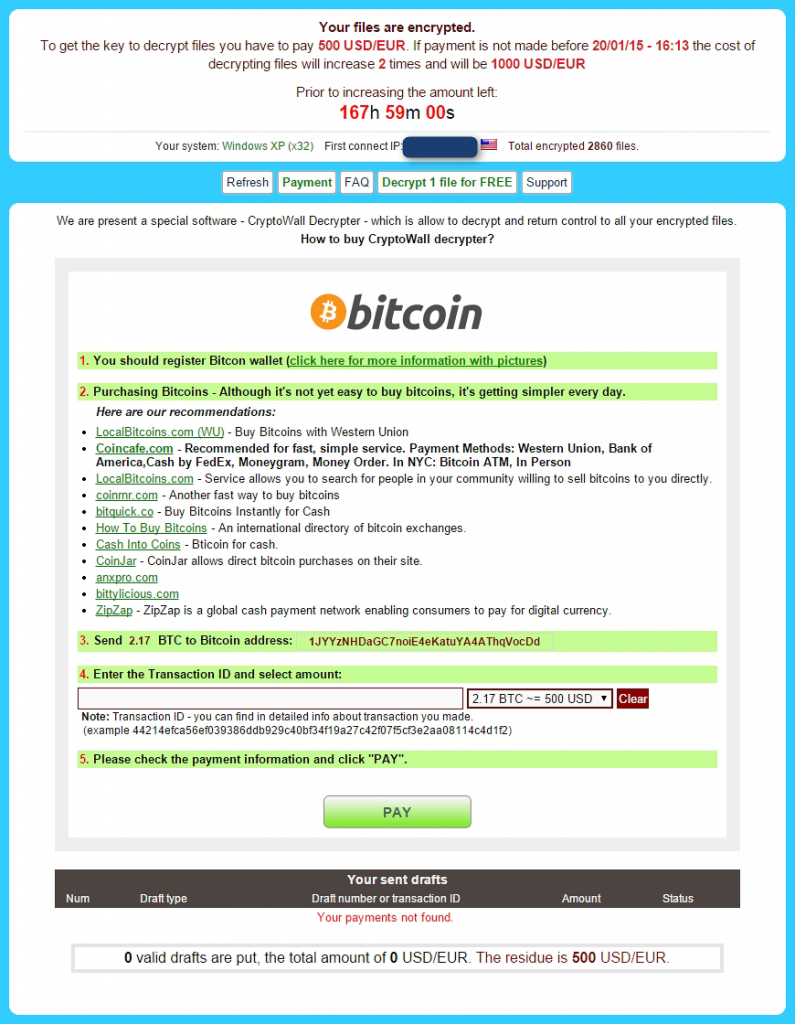 Your files are encrypted.
To get the key to decrypt files you have to pay 500 USD/EUR. If payment is not made before 20/01/15 - 16:13 the cost of
decrypting files will increase 2 times and will be 1000 USD/EUR
Prior to increasing the amount left:
167h 59m 00s
Your system: Windows XP (x32) First connect IP: Total encrypted 2860 files.
Refresh Payment FAQ Decrypt 1 file for FREE Support
We are present a special software - CryptoWall Decrypter - which is allow to decrypt and return control to all your encrypted files.
How to buy CryptoWall decrypter?
bitcoin
1. You should register Bitcon wallet (click here for more information with pictures)
2. Purchasing Bitcoins - Although it's not yet easy to buy bitcoins, it's getting simpler every day.
Here are our recommendations:
• LocalBitcoins.com (WU) - Buy Bitcoins with Western Union
• Coincafe.com - Recommended for fast, simple service. Payment Methods: Western Union, Bank of
America,Cash by FedEx, Moneygram, Money Order. In NYC: Bitcoin ATM, In Person
• LocalBitcoins.com - Service allows you to search for people in your community willing to sell bitcoins to you directly.
• coinrnr.com - Another fast way to buy bitcoins
• bitquick.co - Buy Bitcoins Instantly for Cash
• How To Buy Bitcoins - An international directory of bitcoin exchanges.
• Cash Into Coins - Bticoin for cash.
• CoinJar - CoinJar allows direct bitcoin purchases on their site.
• anxpro.com
• bittylicious.com
• ZipZap - ZipZap is a global cash payment network enabling consumers to pay for digital currency.
3. Send 2.17 BTC to Bitcoin address: 1JYYzNHDaGC7noiE4eKatuYA4AThqVocDd
4. Enter the Transaction ID and select amount:
2.17 BTC ~= 500 USD ▼ Clear
Note: Transaction ID - you can find in detailed info about transaction you made.
(example 44214efca56ef039386ddb929c40bf34f19a27c42f07f5cf3e2aa08114c4d1f2)
5. Please check the payment information and click "PAY".
PAY
Your sent drafts
Num Draft type Draft number or transaction ID Amount Status
Your payments not found.
0 valid drafts are put, the total amount of 0 USD/EUR. The residue is 500 USD/EUR.